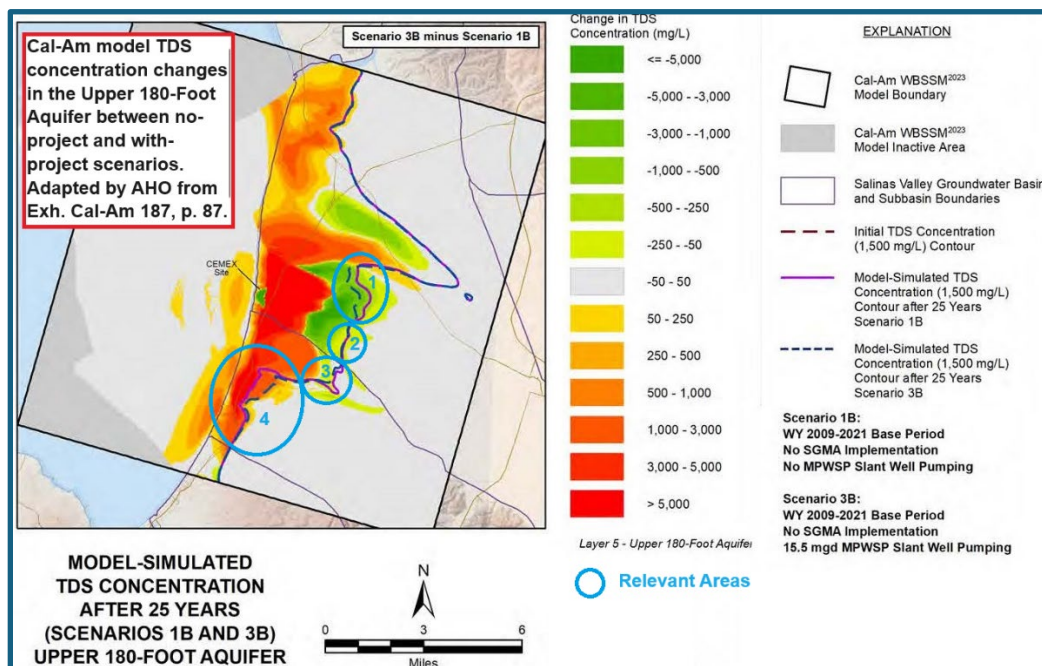 Cal-Am model TDS
concentration changes
in the Upper 180-Foot
Aquifer between no-
project and with-
project scenarios.
Adapted by AHO from
Exh. Cal-Am 187, p. 87.
Scenario 3B minus Scenario 1B
CEMEX
Site
1
2
3
4
MODEL-SIMULATED
TDS CONCENTRATION
AFTER 25 YEARS
(SCENARIOS 1B AND 3B)
UPPER 180-FOOT AQUIFER
N
0 3 6
Miles
Change in TDS
Concentration (mg/L)
<= -5,000
-5,000 - -3,000
-3,000 - -1,000
-1,000 - -500
-500 - -250
-250 - -50
-50 - 50
50 - 250
250 - 500
500 - 1,000
1,000 - 3,000
3,000 - 5,000
> 5,000
Layer 5 - Upper 180-Foot Aquifer
Relevant Areas
EXPLANATION
Cal-Am WBSSM2023
Model Boundary
Cal-Am WBSSM2023
Model Inactive Area
Salinas Valley Groundwater Basin
and Subbasin Boundaries
Initial TDS Concentration
(1,500 mg/L) Contour
Model-Simulated TDS
Concentration (1,500 mg/L)
Contour after 25 Years
Scenario 1B
Model-Simulated TDS
Concentration (1,500 mg/L)
Contour after 25 Years
Scenario 3B
Scenario 1B:
WY 2009-2021 Base Period
No SGMA Implementation
No MPWSP Slant Well Pumping
Scenario 3B:
WY 2009-2021 Base Period
No SGMA Implementation
15.5 mgd MPWSP Slant Well Pumping